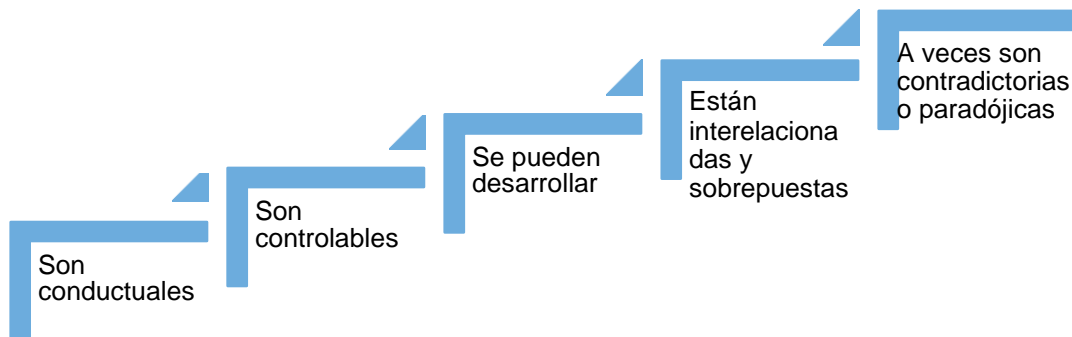 Son
conductuales
Son
controlables
Se pueden
desarrollar
Están
interelaciona
das y
sobrepuestas
A veces son
contradictorias
o paradójicas